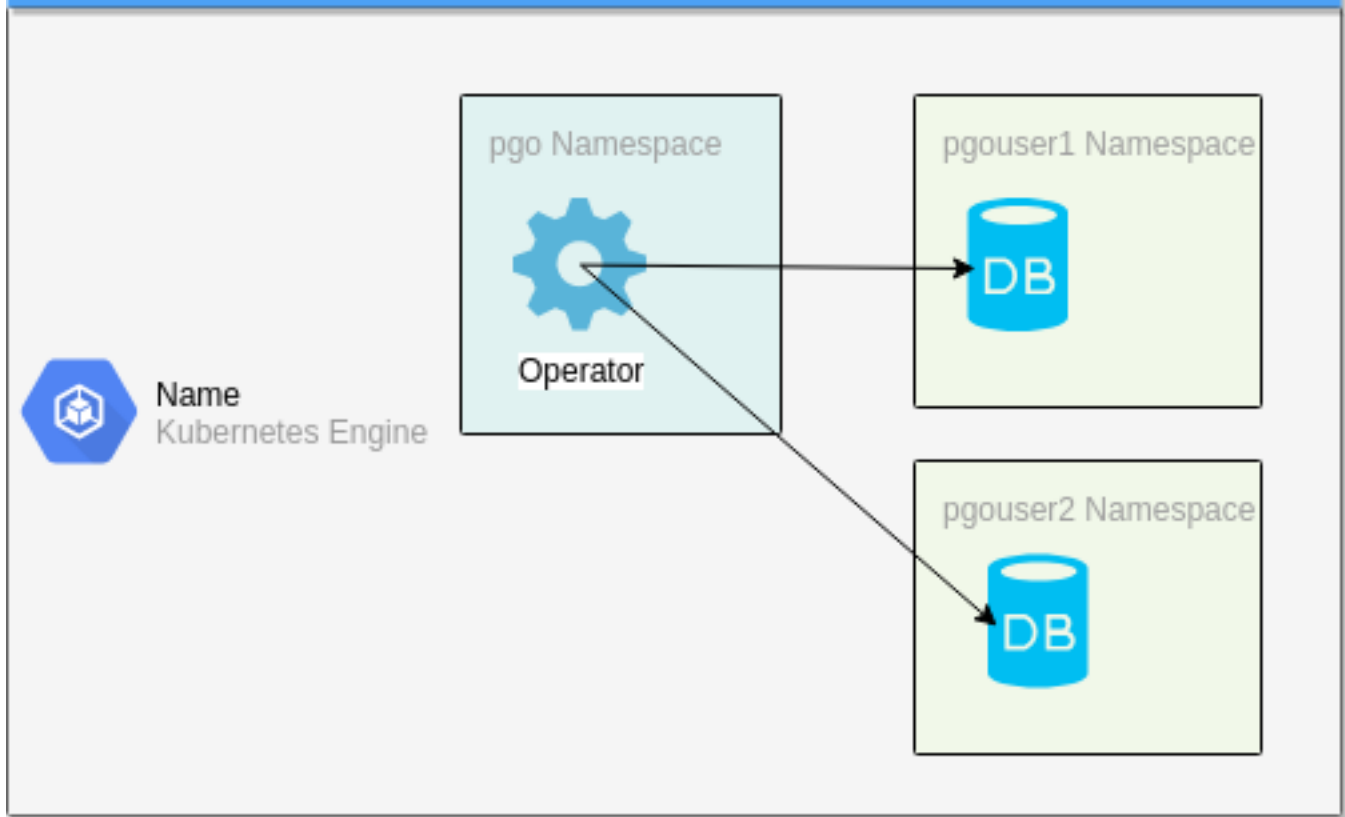 pgo Namespace
Operator
pgouser1 Namespace
DB
Name
Kubernetes Engine
pgouser2 Namespace
DB